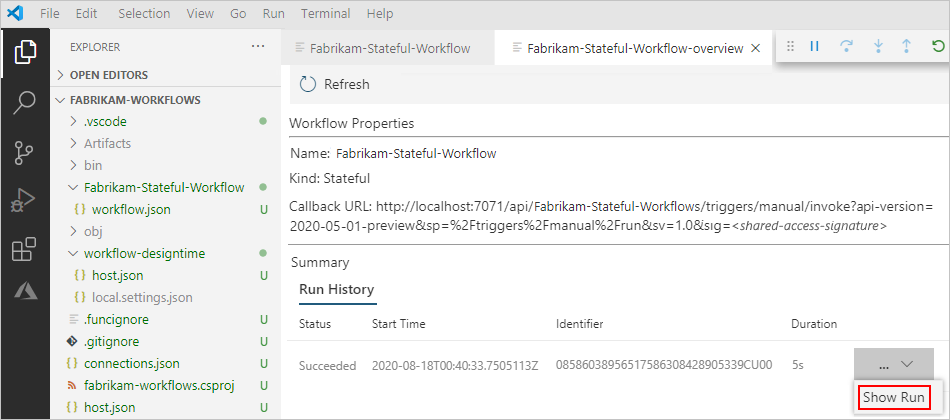 File Edit View Go Run Terminal Help
EXPLORER ...
OPEN EDITORS
FABRIKAM-WORKFLOWS
.vscode
Artifacts
bin
Fabrikam-Stateful-Workflow
{ } workflow.json U
obj
workflow-designtime
{ } host.json U
{ } local.settings.json
.funcignore U
.gitignore U
{ } connections.json U
fabrikam-workflows.csproj U
{ } host.json U
Fabrikam-Stateful-Workflow
Fabrikam-Stateful-Workflow-overview
Refresh
Workflow Properties
Name: Fabrikam-Stateful-Workflow
Kind: Stateful
Callback URL: http://localhost:7071/api/Fabrikam-Stateful-Workflows/triggers/manual/invoke?api-version=
2020-05-01-preview&sp=%2Ftriggers%2Fmanual%2Frun&sv=1.0&sig=<shared-access-signature>
Summary
Run History
Status Start Time Identifier Duration
Succeeded 2020-08-18T00:40:33.7505113Z 08586038956517586308428905339CU00 5s ...
Show Run